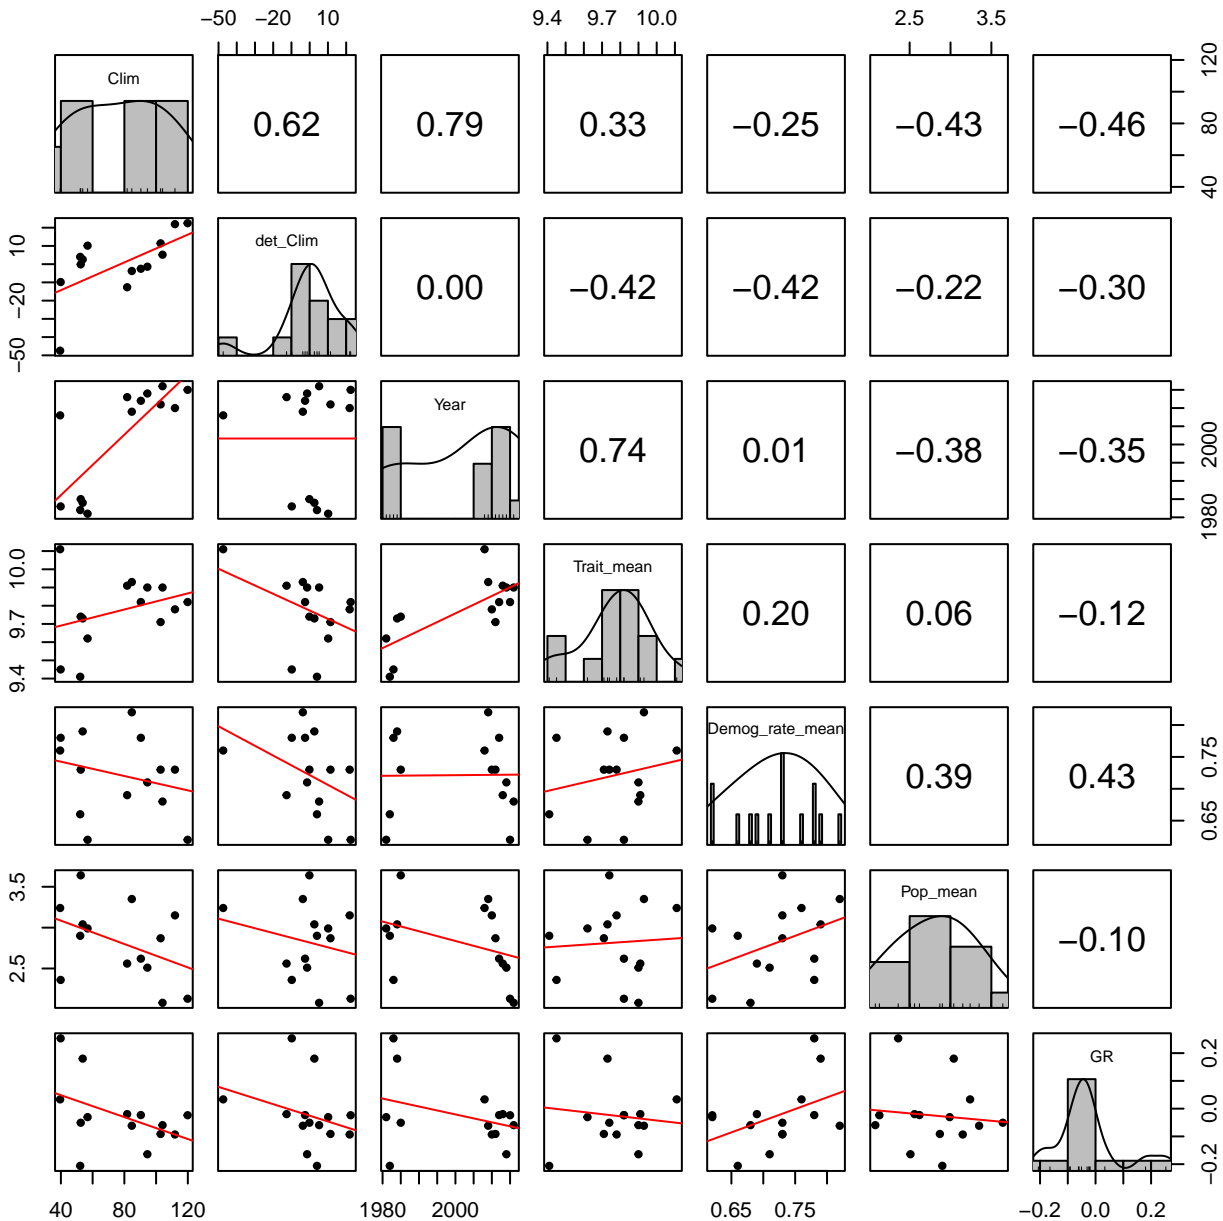 −50 −20 10 9.4 9.7 10.0 2.5 3.5
Clim
0.62 0.79 0.33 −0.25 −0.43 −0.46
40 80 120
det_Clim
0.00 −0.42 −0.42 −0.22 −0.30
−50 −20 10
Year
0.74 0.01 −0.38 −0.35
1980 2000
Trait_mean
0.20 0.06 −0.12
9.4 9.7 10.0
Demog_rate_mean
0.39 0.43
0.65 0.75
Pop_mean
−0.10
2.5 3.5
GR
−0.2 0.0 0.2
40 80 120 1980 2000 0.65 0.75 −0.2 0.0 0.2